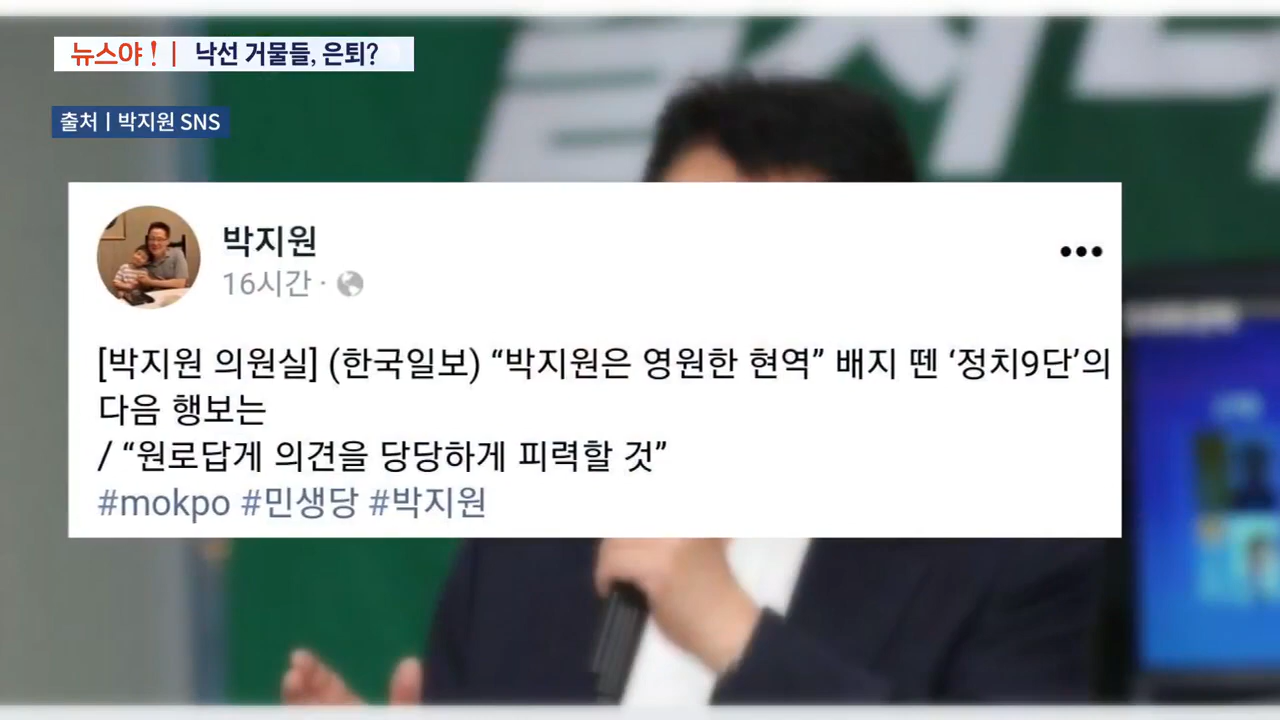 뉴스야! | 낙선 거물들, 은퇴?
출처 | 박지원 SNS
박지원
16시간 ·
[박지원 의원실] (한국일보) “박지원은 영원한 현역” 배지 뗀 ‘정치9단’의
다음 행보는
/ “원로답게 의견을 당당하게 피력할 것”
#mokpo #민생당 #박지원